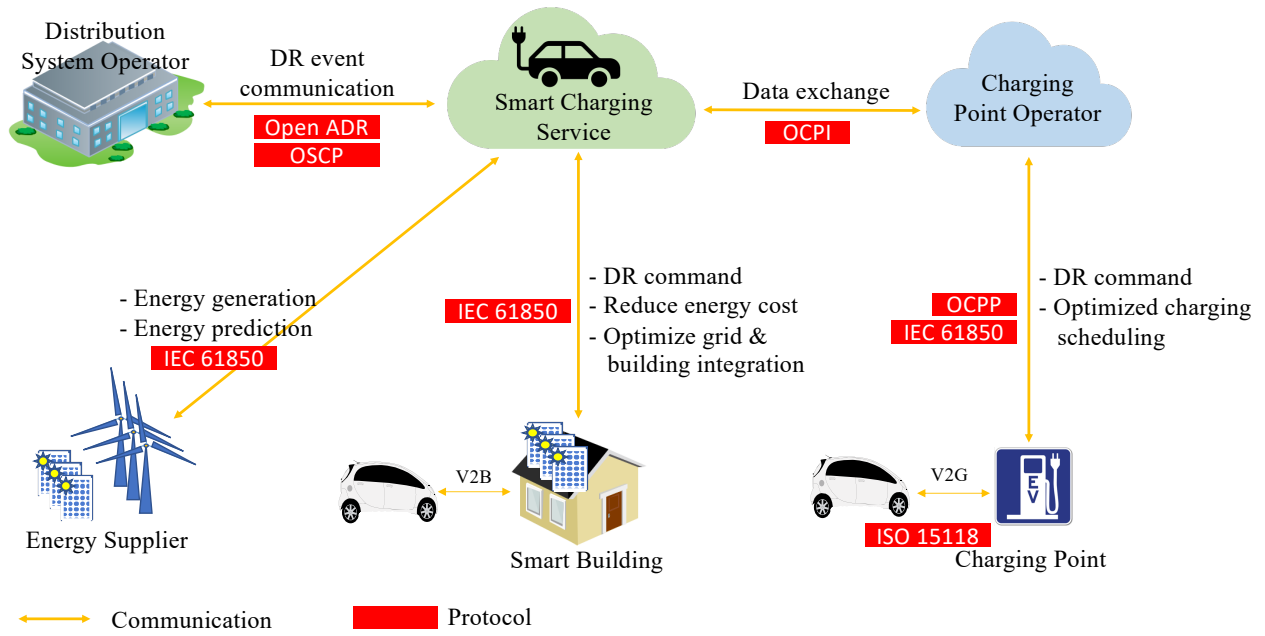 Distribution
System Operator
DR event
communication
Open ADR
OSCP
Smart Charging
Service
Data exchange
OCPI
Charging
Point Operator
- Energy generation
- Energy prediction
IEC 61850
IEC 61850
- DR command
- Reduce energy cost
- Optimize grid &
building integration
OCPP
IEC 61850
- DR command
- Optimized charging
scheduling
Energy Supplier
V2B
Smart Building
V2G
ISO 15118
EV
Charging Point
Communication
Protocol